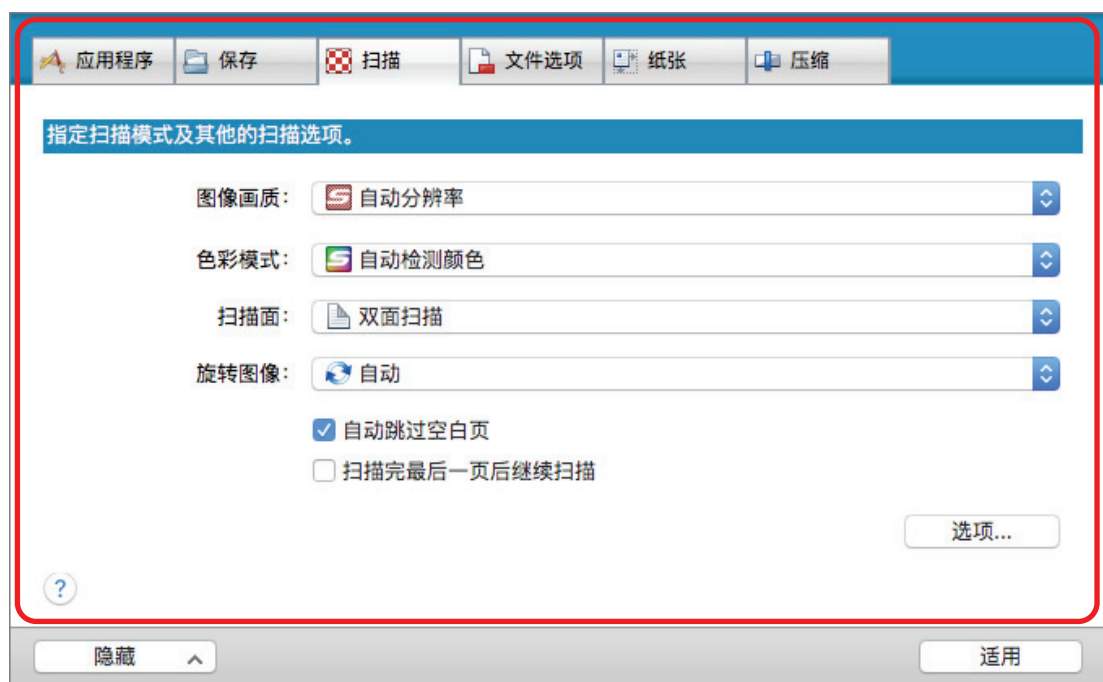 应用程序 保存 扫描 文件选项 纸张 压缩
指定扫描模式及其他的扫描选项。
图像画质： 自动分辨率
色彩模式： 自动检测颜色
扫描面： 双面扫描
旋转图像： 自动
自动跳过空白页
扫描完最后一页后继续扫描
选项...
?
隐藏 适用